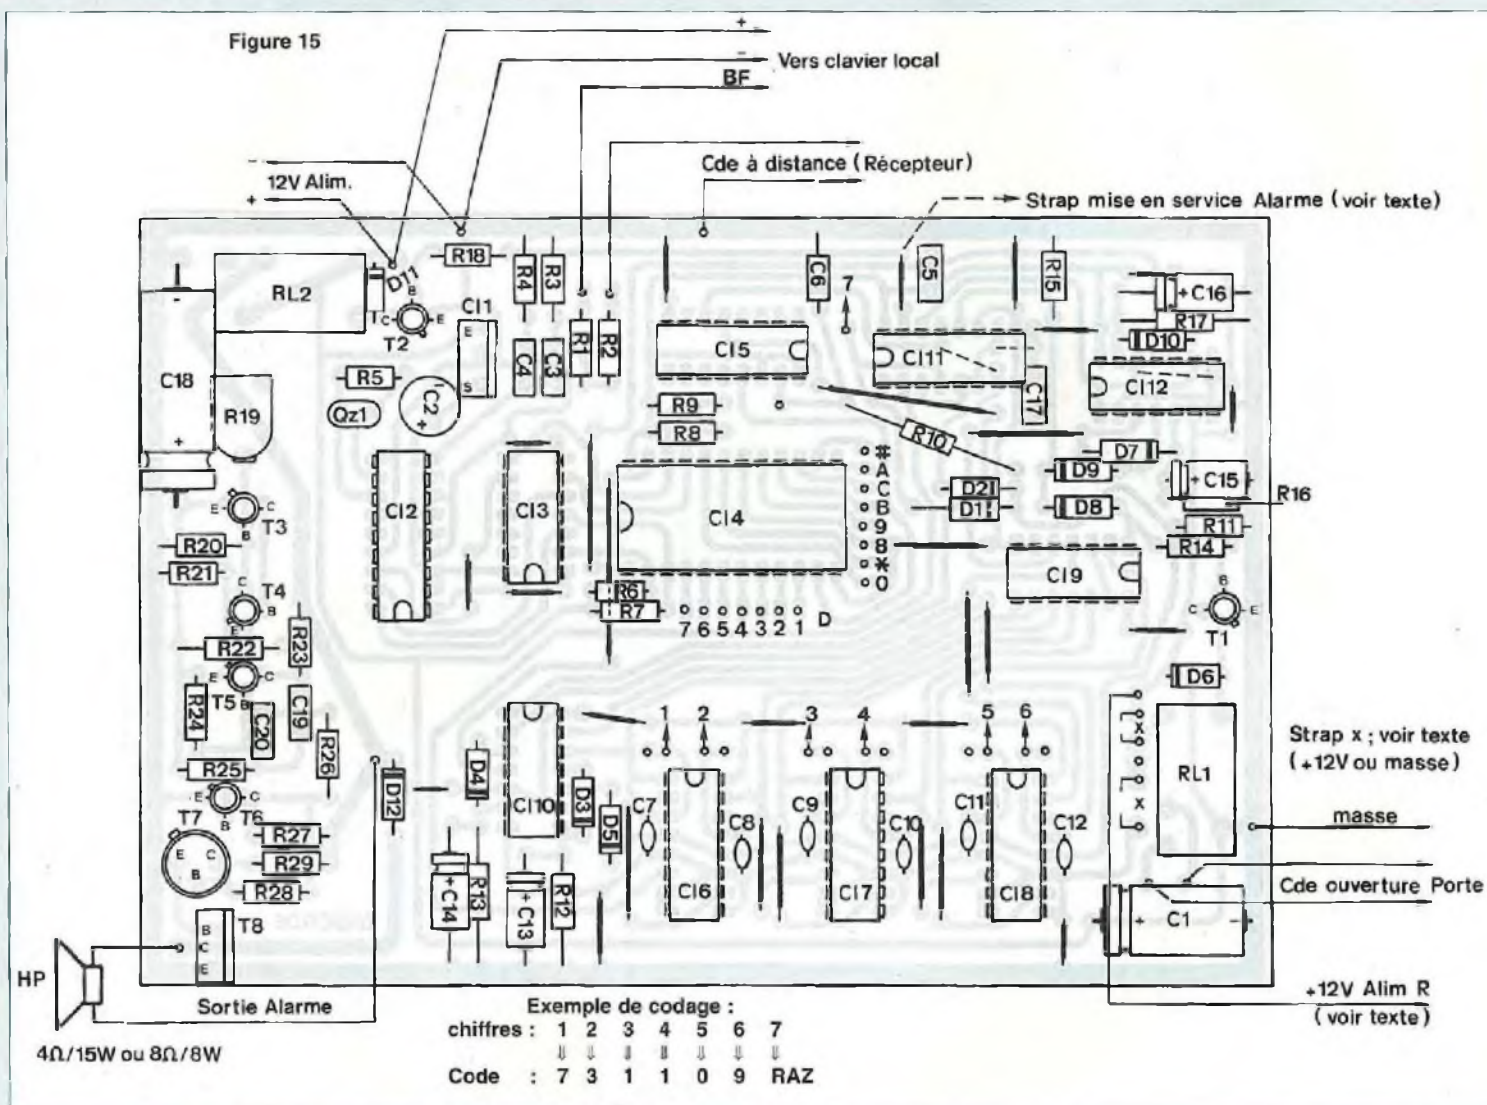 Figure 15
+
-
Vers clavier local
BF
-
12V Alim.
+
Cde à distance (Récepteur)
Strap mise en service Alarme (voir texte)
RL2
D11
R18
R4
R3
C6
7
C5
R15
+C16
R17
D10
B
C
E
T2
CI1
E
S
C4
C3
R1
R2
CI5
CI11
C17
CI12
-
C18
+
R19
R5
Qz1
C2
-
+
R9
R8
R10
#
A
C
B
9
8
*
0
D7
D9
D2
D1
D8
+C15
R16
R11
R14
E
C
B
T3
CI2
CI3
CI4
CI9
R20
R21
R6
R7
7 6 5 4 3 2 1 D
C
T4
B
E
B
C
E
T1
R22
R23
E
C
T5
B
D6
R24
C20
C19
R26
1 2 3 4 5 6
x
x
RL1
Strap x ; voir texte
(+12V ou masse)
R25
E
C
T6
B
D12
D4
CI10
D3
D5
C7
C8
C9
C10
C11
C12
masse
T7
E
C
B
R27
R29
R28
+C14
R13
+C13
R12
CI6
CI7
CI8
Cde ouverture Porte
+ C1 -
B
C
E
T8
HP
Sortie Alarme
4Ω/15W ou 8Ω/8W
+12V Alim R
(voir texte)
Exemple de codage :
chiffres : 1 2 3 4 5 6 7
⇓ ⇓ ⇓ ⇓ ⇓ ⇓ ⇓
Code : 7 3 1 1 0 9 RAZ